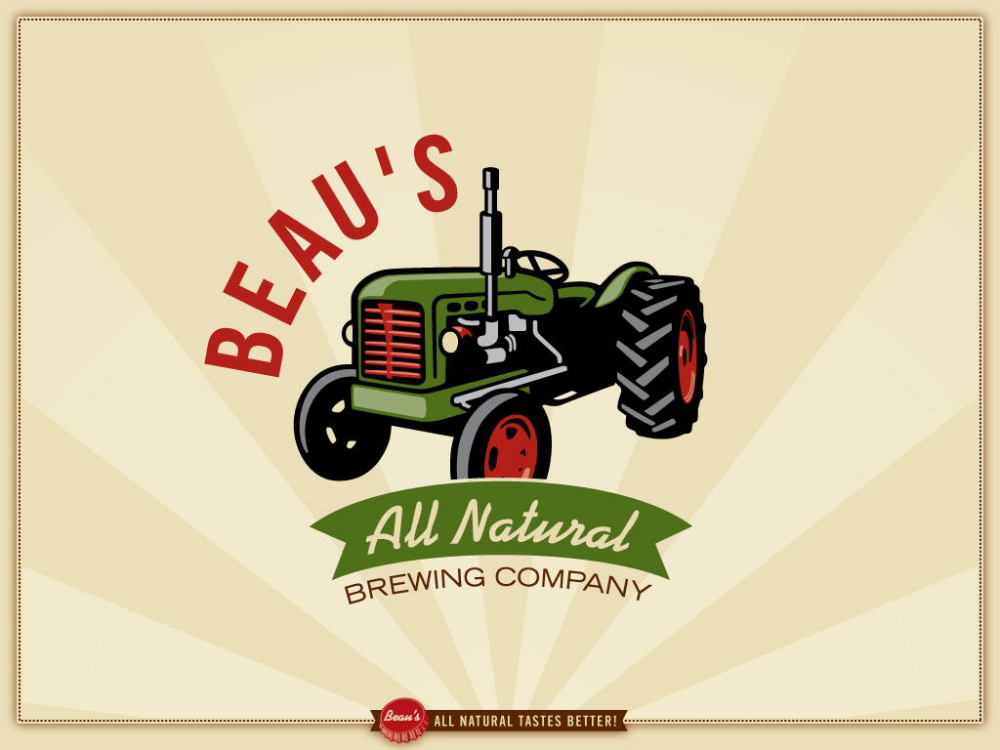 BEAU'S
All Natural
BREWING COMPANY
Beau's
ALL NATURAL TASTES BETTER!